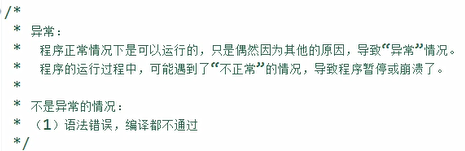 /*
* 异常:
* 程序正常情况下是可以运行的，只是偶然因为其他的原因，导致“异常”情况。
* 程序的运行过程中，可能遇到了“不正常”的情况，导致程序暂停或崩溃了。
*
* 不是异常的情况:
* （1）语法错误，编译都不通过
*/